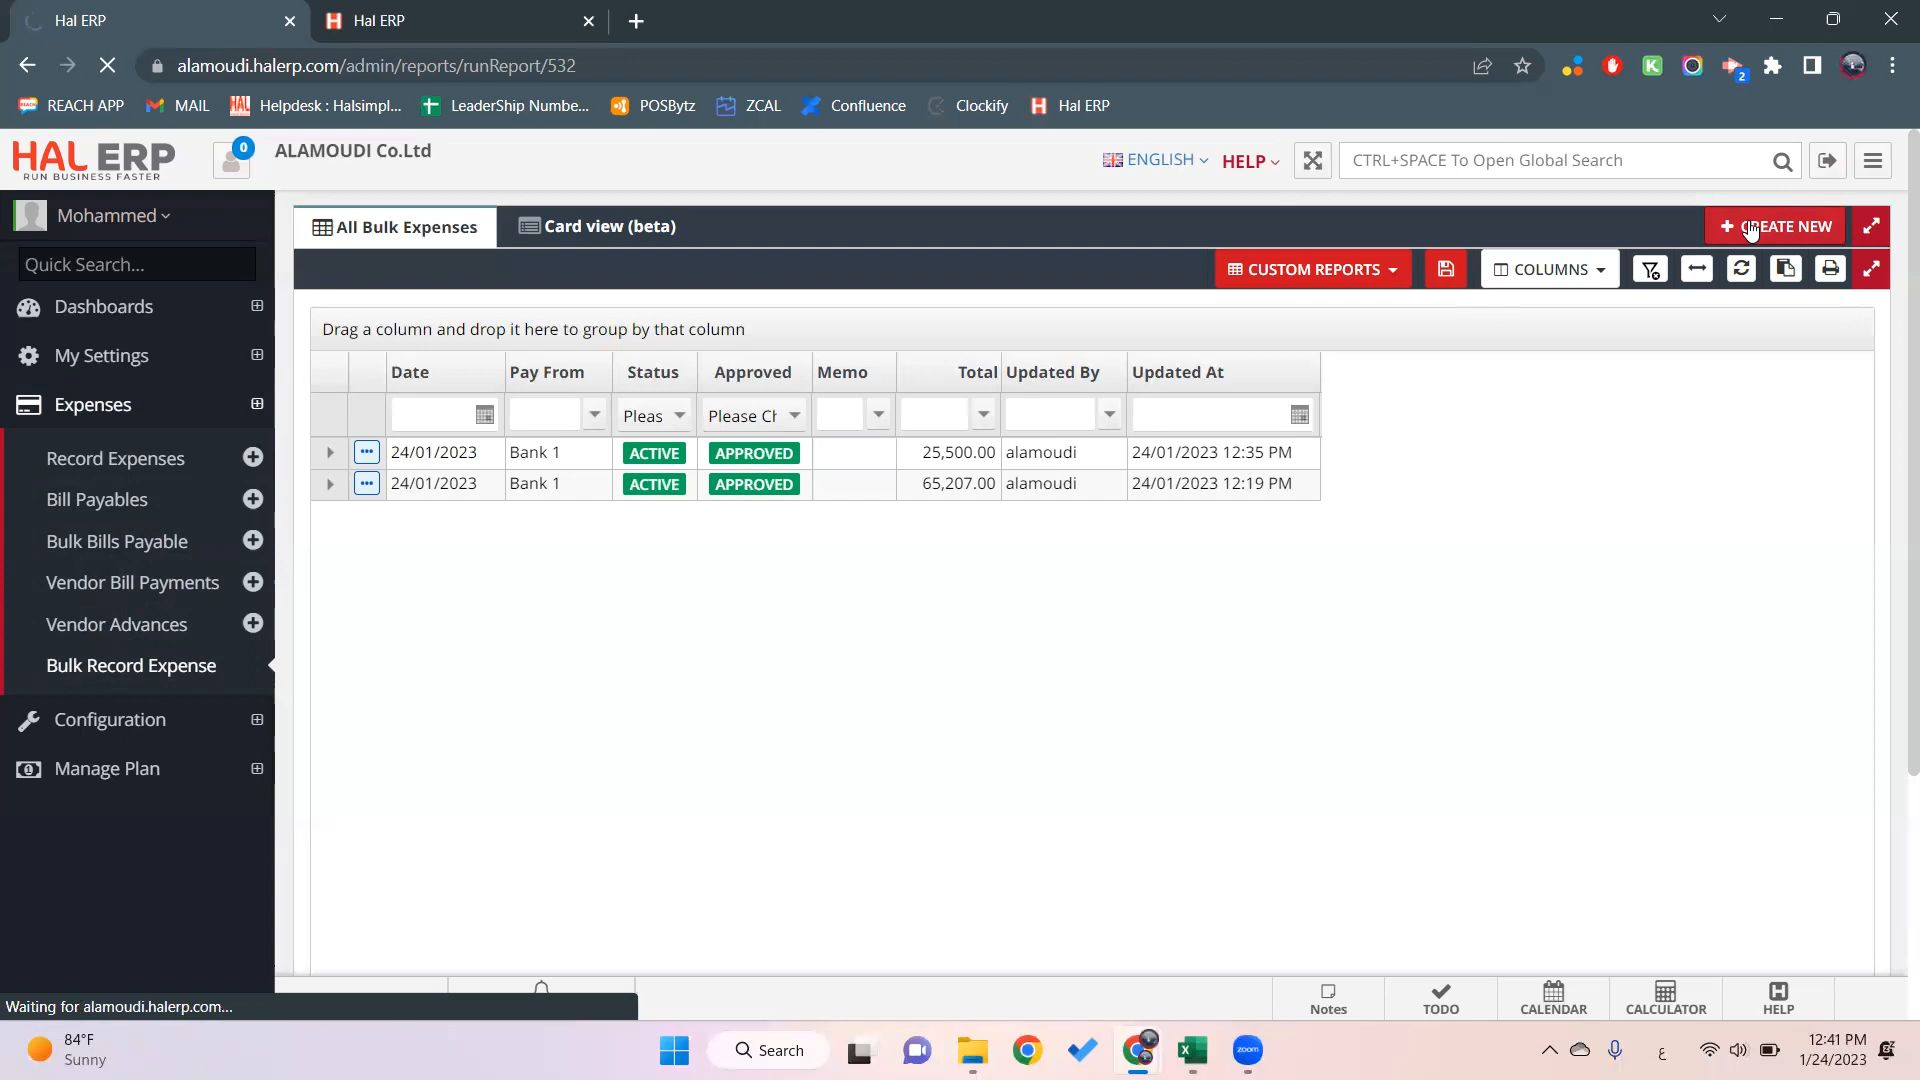 Hal ERP
Hal ERP
alamoudi.halerp.com/admin/reports/runReport/532
2
REACH APP
MAIL
HAL Helpdesk : Halsimpl...
LeaderShip Numbe...
POSBytz
ZCAL
Confluence
Clockify
H Hal ERP
HAL ERP
RUN BUSINESS FASTER
0
ALAMOUDI Co.Ltd
ENGLISH
HELP
CTRL+SPACE To Open Global Search
Mohammed
Quick Search...
Dashboards
My Settings
Expenses
Record Expenses
Bill Payables
Bulk Bills Payable
Vendor Bill Payments
Vendor Advances
Bulk Record Expense
Configuration
Manage Plan
All Bulk Expenses
Card view (beta)
+ CREATE NEW
CUSTOM REPORTS
COLUMNS
Drag a column and drop it here to group by that column
Date Pay From Status Approved Memo Total Updated By Updated At
Pleas Please Ch
24/01/2023 Bank 1 ACTIVE APPROVED 25,500.00 alamoudi 24/01/2023 12:35 PM
24/01/2023 Bank 1 ACTIVE APPROVED 65,207.00 alamoudi 24/01/2023 12:19 PM
Notes
TODO
CALENDAR
CALCULATOR
HELP
Waiting for alamoudi.halerp.com...
84°F
Sunny
Search
zoom
ع
12:41 PM
1/24/2023